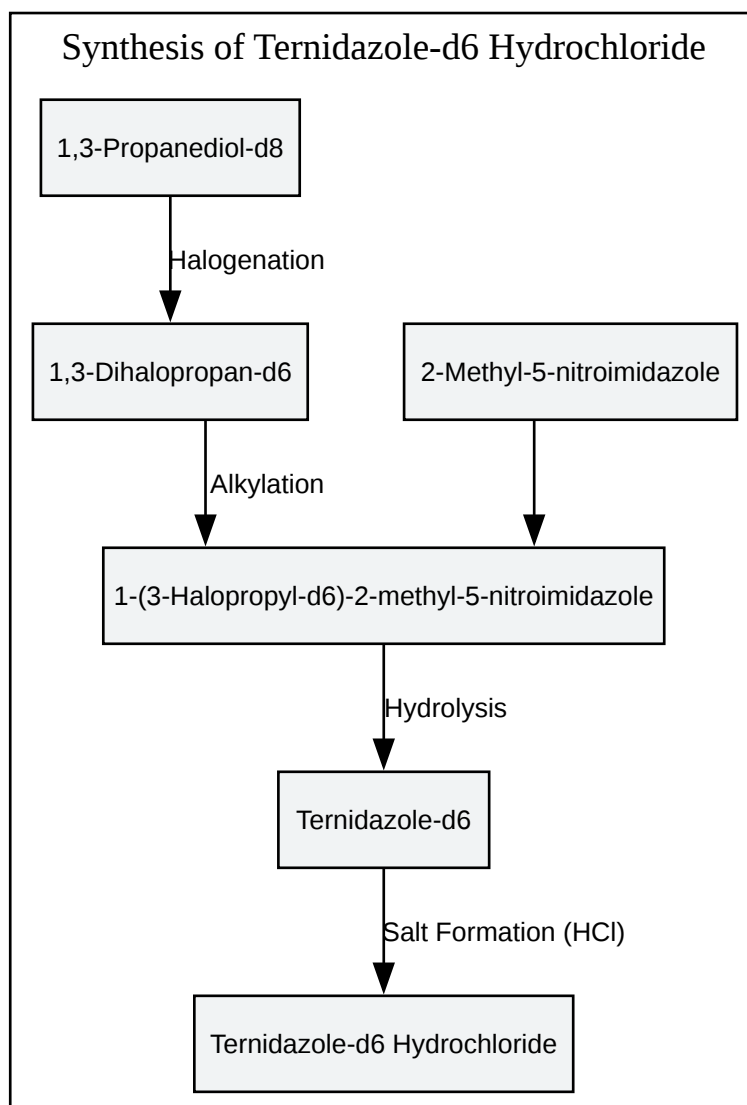 Synthesis of Ternidazole-d6 Hydrochloride
1,3-Propanediol-d8
Halogenation
1,3-Dihalopropan-d6
2-Methyl-5-nitroimidazole
Alkylation
1-(3-Halopropyl-d6)-2-methyl-5-nitroimidazole
Hydrolysis
Ternidazole-d6
Salt Formation (HCl)
Ternidazole-d6 Hydrochloride